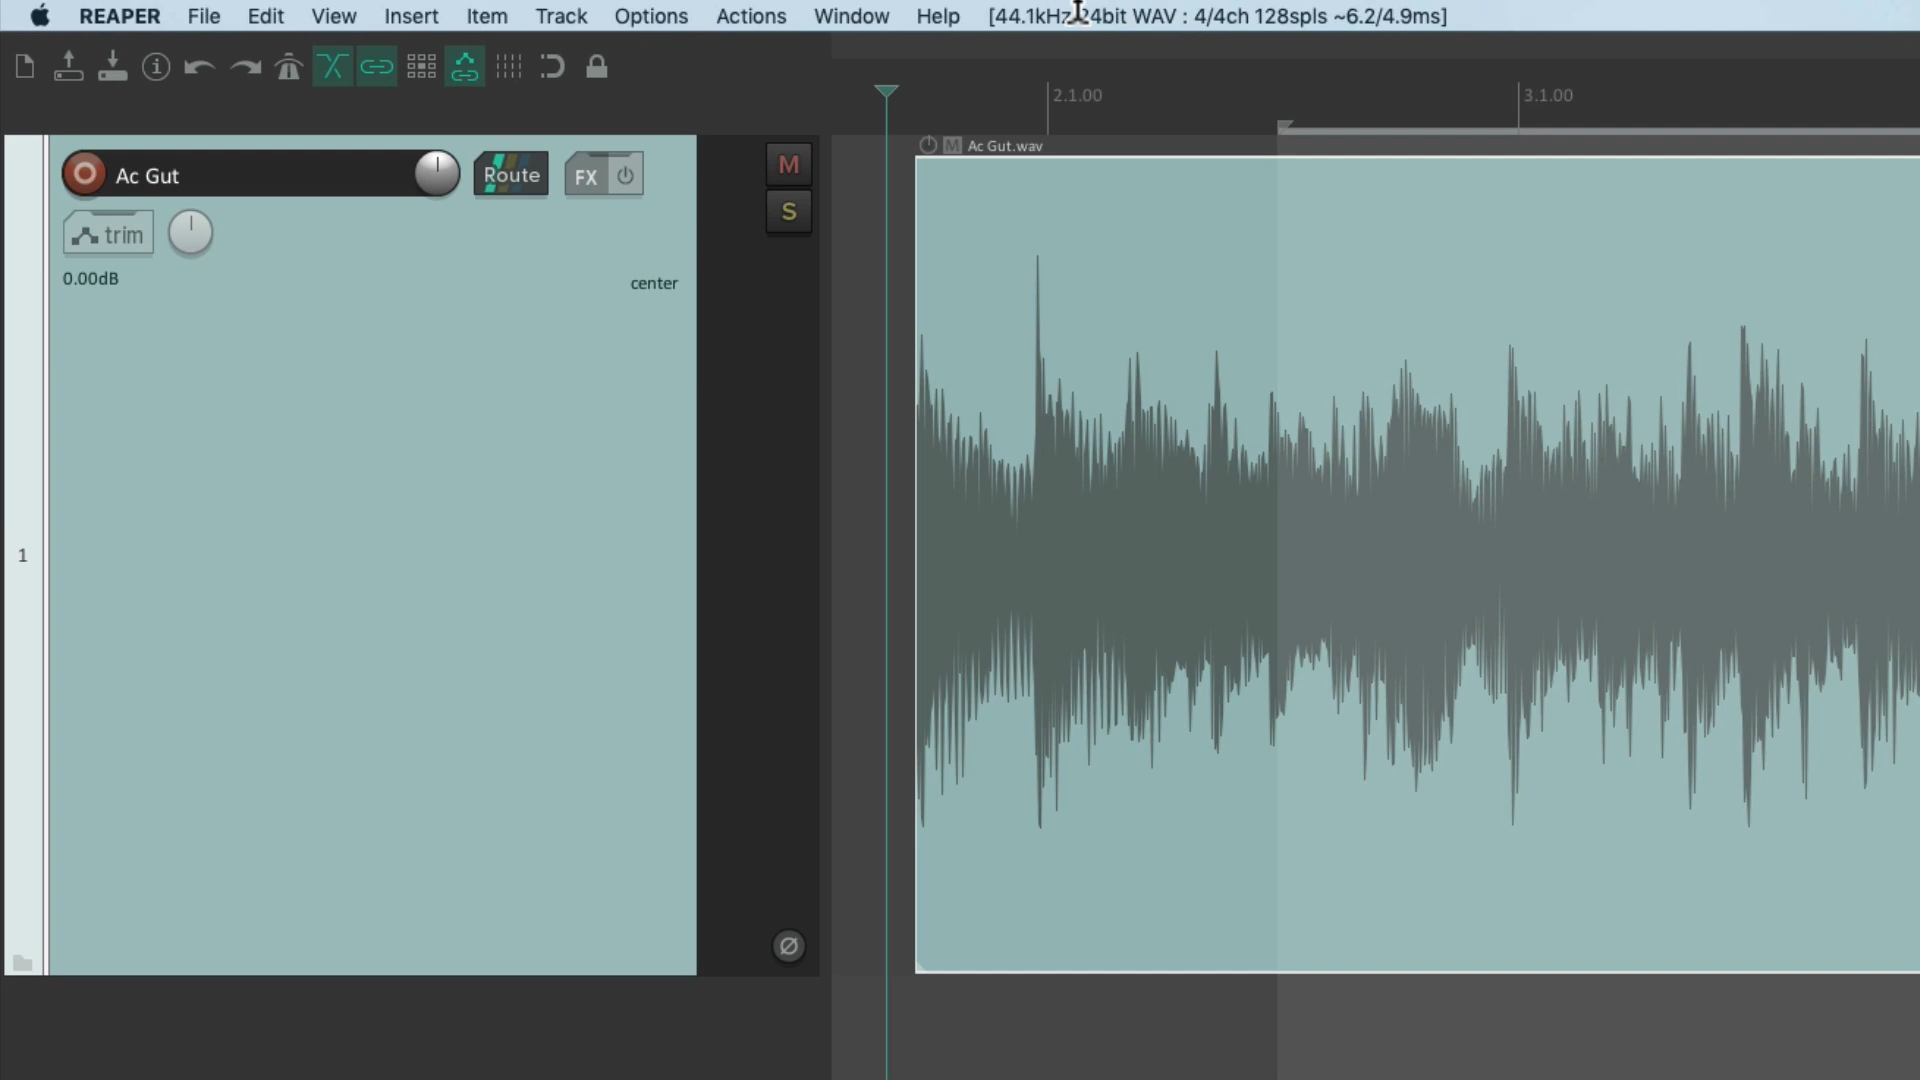 REAPER File Edit View Insert Item Track Options Actions Window Help [44.1kHz 24bit WAV : 4/4ch 128spls ~6.2/4.9ms]
2.1.00 3.1.00
M Ac Gut.wav
Ac Gut Route FX M
trim S
0.00dB center
1